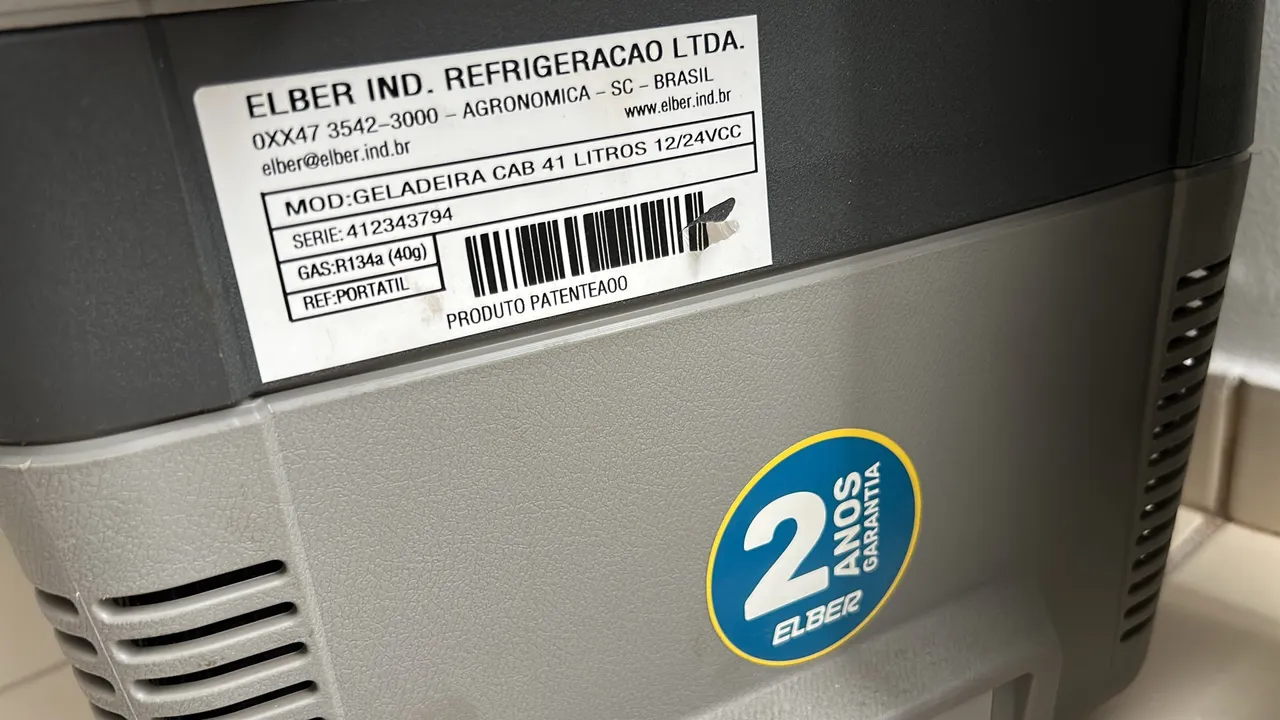 ELBER IND. REFRIGERACAO LTDA.
0XX47 3542-3000 - AGRONOMICA - SC - BRASIL
elber@elber.ind.br www.elber.ind.br
MOD:GELADEIRA CAB 41 LITROS 12/24VCC
SERIE: 412343794
GAS:R134a (40g)
REF:PORTATIL
PRODUTO PATENTEAOO
2 ANOS
GARANTIA
ELBER